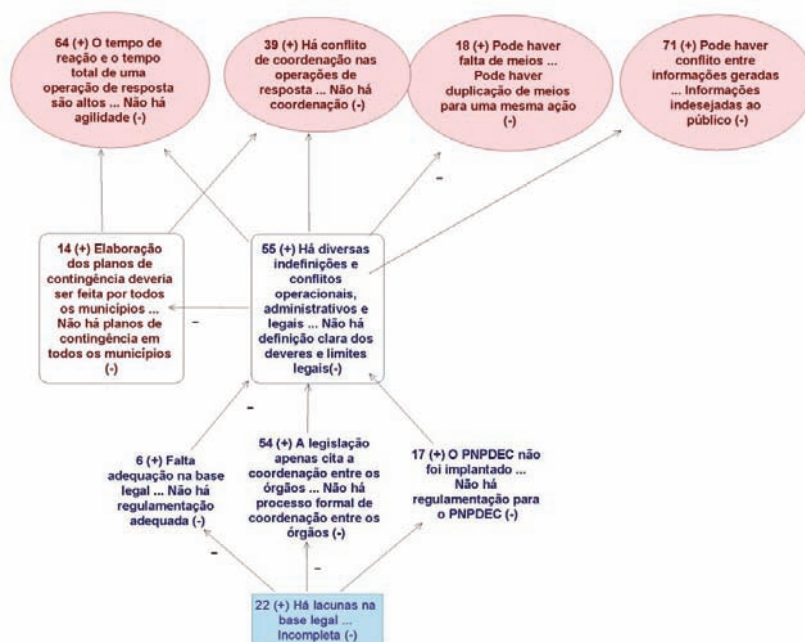 64 (+) O tempo de
reação e o tempo
total de uma
operação de resposta
são altos ... Não há
agilidade (-)
39 (+) Há conflito
de coordenação nas
operações de
resposta ... Não há
coordenação (-)
18 (+) Pode haver
falta de meios ...
Pode haver
duplicação de meios
para uma mesma ação
(-)
71 (+) Pode haver
conflito entre
informações geradas
... Informações
indesejadas ao
público (-)
–
14 (+) Elaboração
dos planos de
contingência deveria
ser feita por todos
os municípios ...
Não há planos de
contingência em
todos os municípios
(-)
–
55 (+) Há diversas
indefinições e
conflitos
operacionais,
administrativos e
legais ... Não há
definição clara dos
deveres e limites
legais(-)
–
6 (+) Falta
adequação na base
legal ... Não há
regulamentação
adequada (-)
54 (+) A legislação
apenas cita a
coordenação entre os
órgãos ... Não há
processo formal de
coordenação entre os
órgãos (-)
17 (+) O PNPDEC não
foi implantado ...
Não há
regulamentação para
o PNPDEC (-)
–
–
22 (+) Há lacunas na
base legal ...
Incompleta (-)